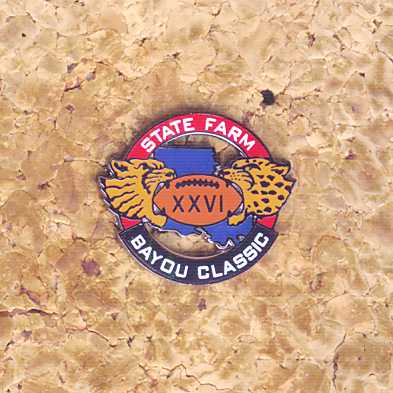 STATE FARM
XXVI
BAYOU CLASSIC